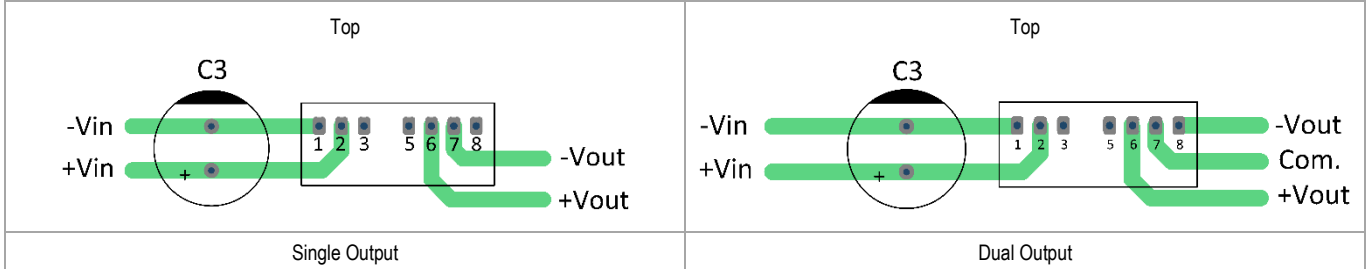 Top
C3
-Vin
+Vin
+
1 2 3 5 6 7 8
-Vout
+Vout
Single Output
Top
C3
-Vin
+Vin
+
1 2 3 5 6 7 8
-Vout
Com.
+Vout
Dual Output